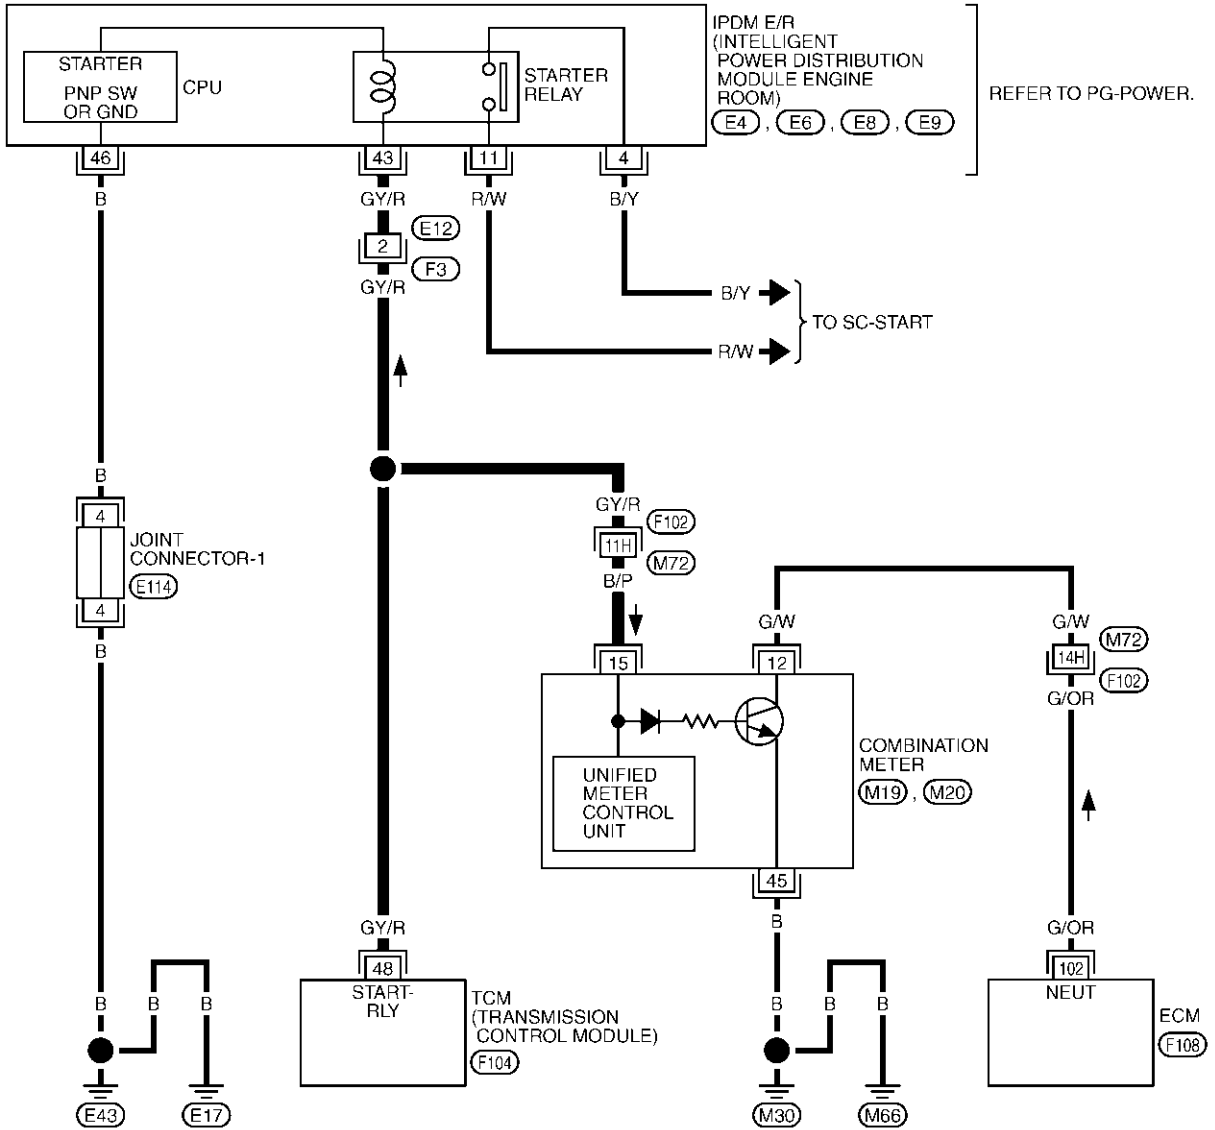 STARTER
PNP SW
OR GND
CPU
STARTER
RELAY
IPDM E/R
(INTELLIGENT
POWER DISTRIBUTION
MODULE ENGINE
ROOM)
E4 , E6 , E8 , E9
REFER TO PG-POWER.
46
43
11
4
B
GY/R
R/W
B/Y
2
E12
F3
GY/R
B/Y
R/W
TO SC-START
B
4
JOINT
CONNECTOR-1
E114
4
B
GY/R
F102
11H
M72
B/P
15
G/W
12
G/W
14H
M72
F102
G/OR
UNIFIED
METER
CONTROL
UNIT
COMBINATION
METER
M19 , M20
45
B
GY/R
48
START-
RLY
TCM
(TRANSMISSION
CONTROL MODULE)
F104
G/OR
102
NEUT
ECM
F108
B
B
B
B
B
B
E43
E17
M30
M66